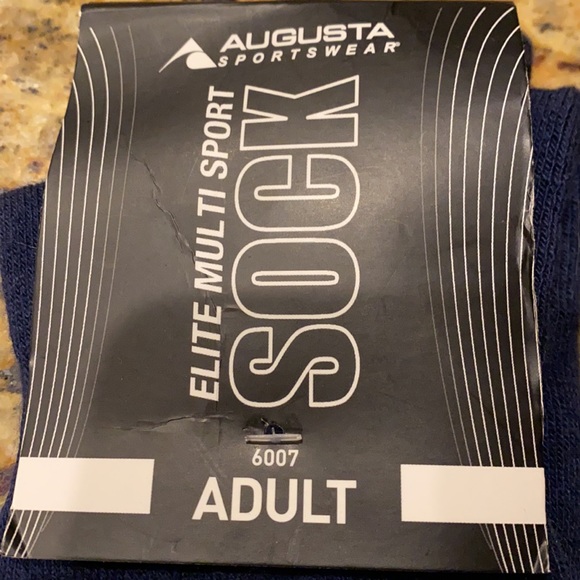 AUGUSTA
SPORTSWEAR®
ELITE MULTI SPORT
SOCK
6007
ADULT